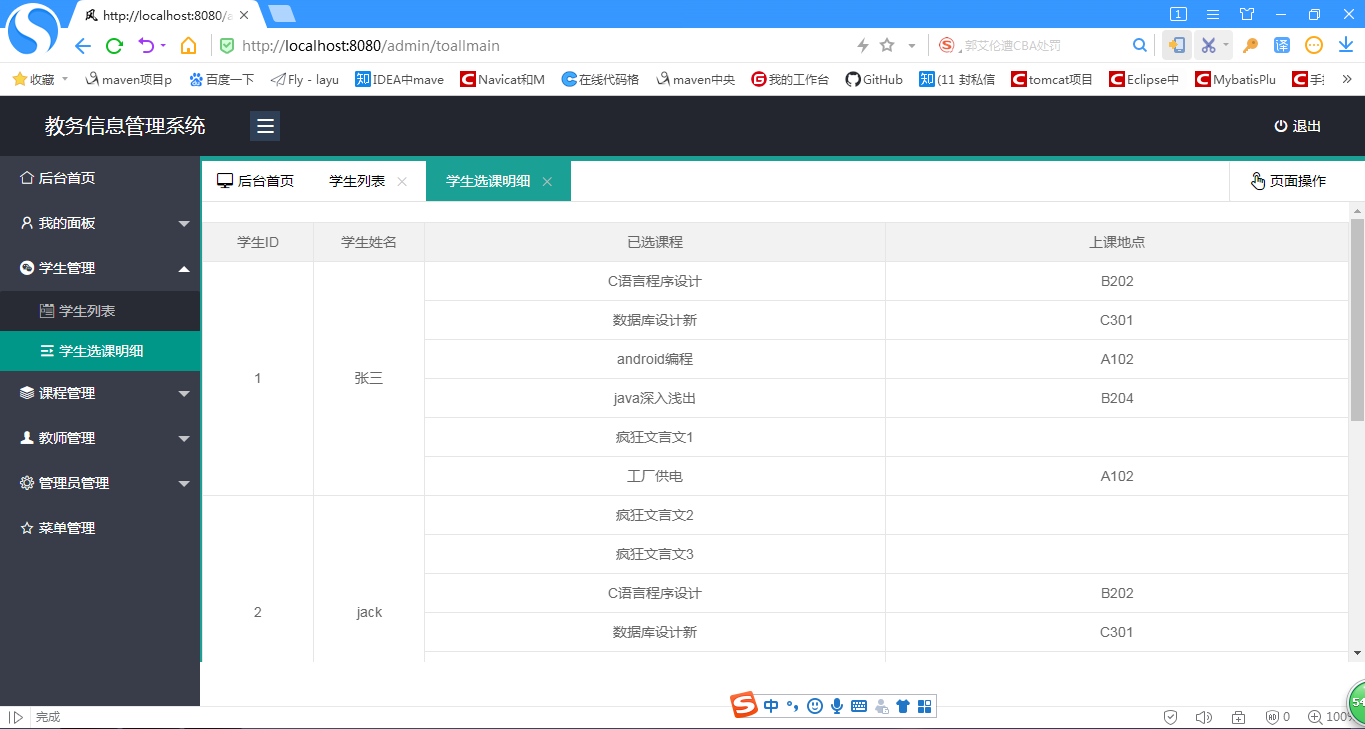 http://localhost:8080/a
1
http://localhost:8080/admin/toallmain
郭艾伦遭CBA处罚
译
收藏
maven项目p
百度一下
Fly - layu
知 IDEA中mave
Navicat和M
在线代码格
maven中央
我的工作台
GitHub
知 (11 封私信
tomcat项目
Eclipse中
MybatisPlu
手
教务信息管理系统
退出
后台首页
我的面板
学生管理
学生列表
学生选课明细
课程管理
教师管理
管理员管理
菜单管理
后台首页 学生列表 学生选课明细 页面操作
学生ID 学生姓名 已选课程 上课地点
1 张三
C语言程序设计 B202
数据库设计新 C301
android编程 A102
java深入浅出 B204
疯狂文言文1
工厂供电 A102
2 jack
疯狂文言文2
疯狂文言文3
C语言程序设计 B202
数据库设计新 C301
完成
中
0
100%
54